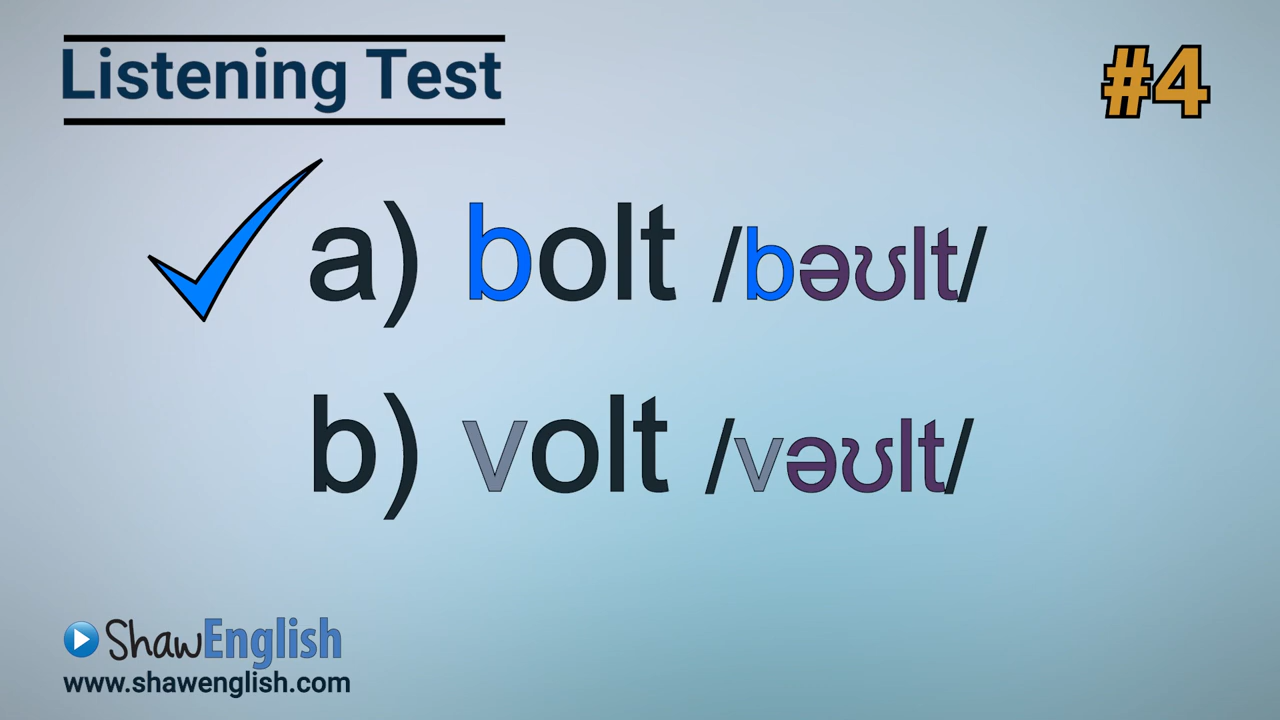 Listening Test
#4
a) bolt /bəʊlt/
b) volt /vəʊlt/
ShawEnglish
www.shawenglish.com